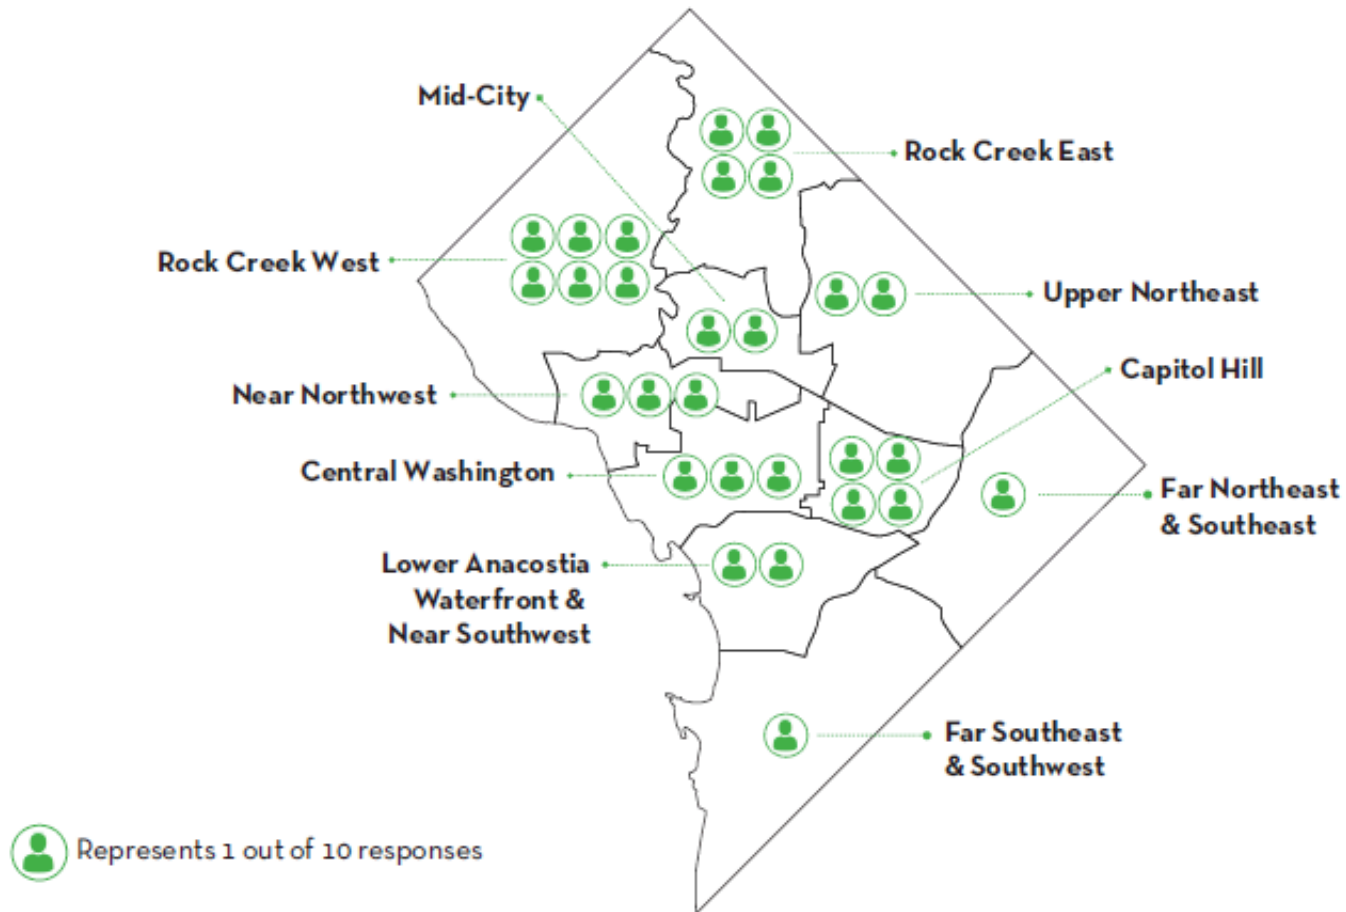 Mid-City
Rock Creek East
Rock Creek West
Upper Northeast
Capitol Hill
Near Northwest
Central Washington
Far Northeast
& Southeast
Lower Anacostia
Waterfront &
Near Southwest
Far Southeast
& Southwest
Represents 1 out of 10 responses